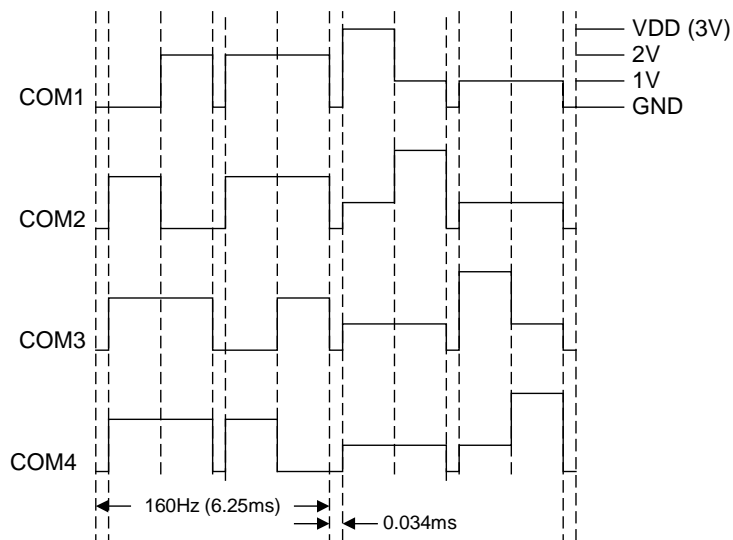 VDD (3V)
2V
1V
GND
COM1
COM2
COM3
COM4
160Hz (6.25ms)
0.034ms